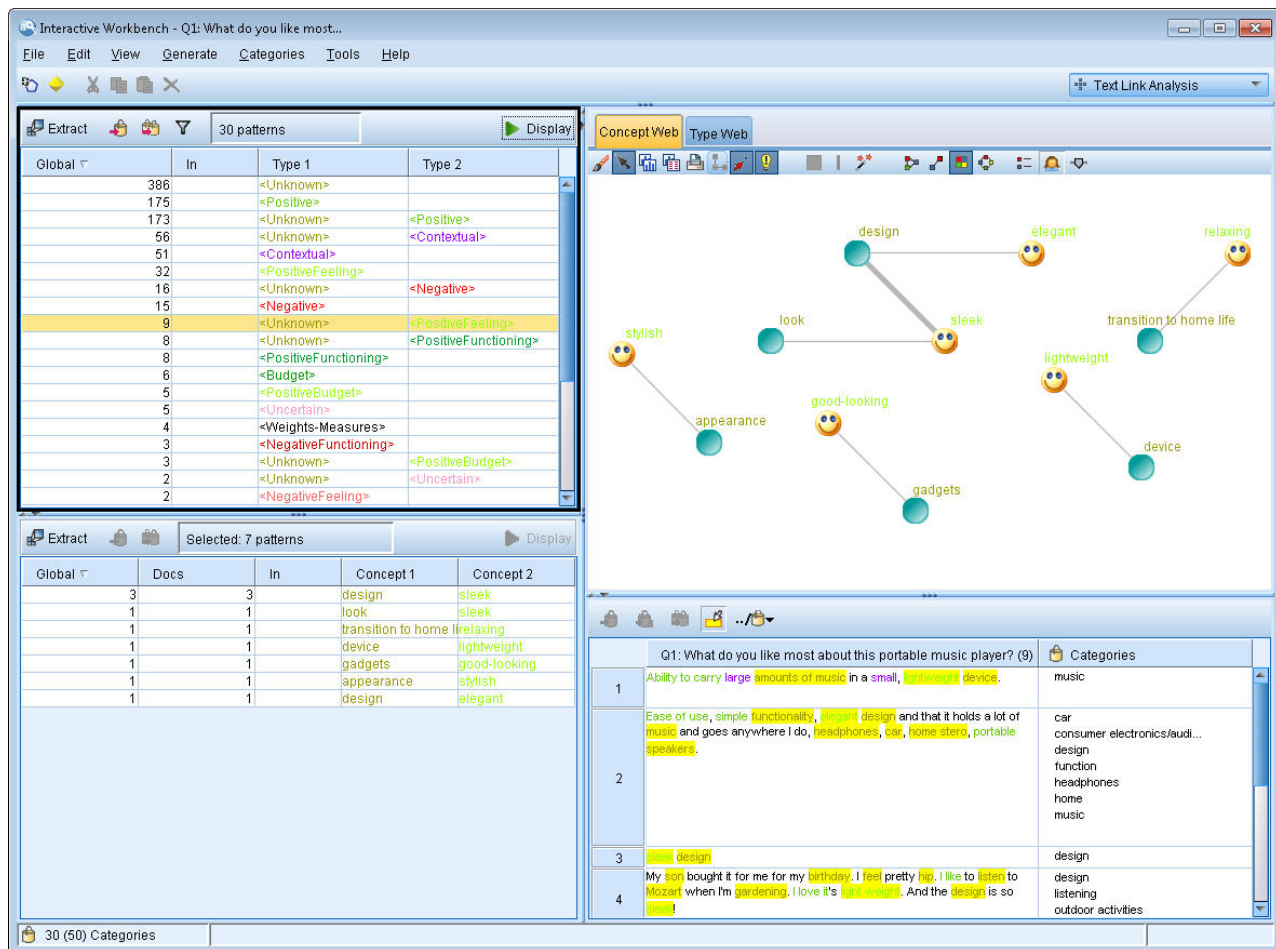 Interactive Workbench - Q1: What do you like most...
File Edit View Generate Categories Tools Help
Text Link Analysis
Extract 30 patterns Display
Global In Type 1 Type 2
386 <Unknown>
175 <Positive>
173 <Unknown> <Positive>
56 <Unknown> <Contextual>
51 <Contextual>
32 <PositiveFeeling>
16 <Unknown> <Negative>
15 <Negative>
9 <Unknown> <PositiveFeeling>
8 <Unknown> <PositiveFunctioning>
8 <PositiveFunctioning>
6 <Budget>
5 <PositiveBudget>
5 <Uncertain>
4 <Weights-Measures>
3 <NegativeFunctioning>
3 <Unknown> <PositiveBudget>
2 <Unknown> <Uncertain>
2 <NegativeFeeling>
Extract Selected: 7 patterns Display
Global Docs In Concept 1 Concept 2
3 3 design sleek
1 1 look sleek
1 1 transition to home li relaxing
1 1 device lightweight
1 1 gadgets good-looking
1 1 appearance stylish
1 1 design elegant
Concept Web Type Web
design elegant relaxing
look sleek transition to home life
stylish
lightweight
good-looking
appearance
device
gadgets
../
Q1: What do you like most about this portable music player? (9) Categories
1 Ability to carry large amounts of music in a small, lightweight device. music
2 Ease of use, simple functionality, elegant design and that it holds a lot of
music and goes anywhere I do, headphones, car, home stero, portable
speakers.
car
consumer electronics/audi...
design
function
headphones
home
music
3 sleek design design
4 My son bought it for me for my birthday. I feel pretty hip. I like to listen to
Mozart when I'm gardening. I love it's light weight. And the design is so
sleek!
design
listening
outdoor activities
30 (50) Categories